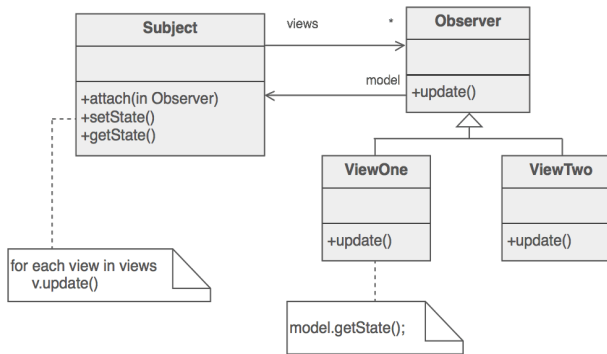 Subject
views
*
Observer
+attach(in Observer)
+setState()
+getState()
model
+update()
ViewOne
ViewTwo
+update()
+update()
for each view in views
v.update()
model.getState();